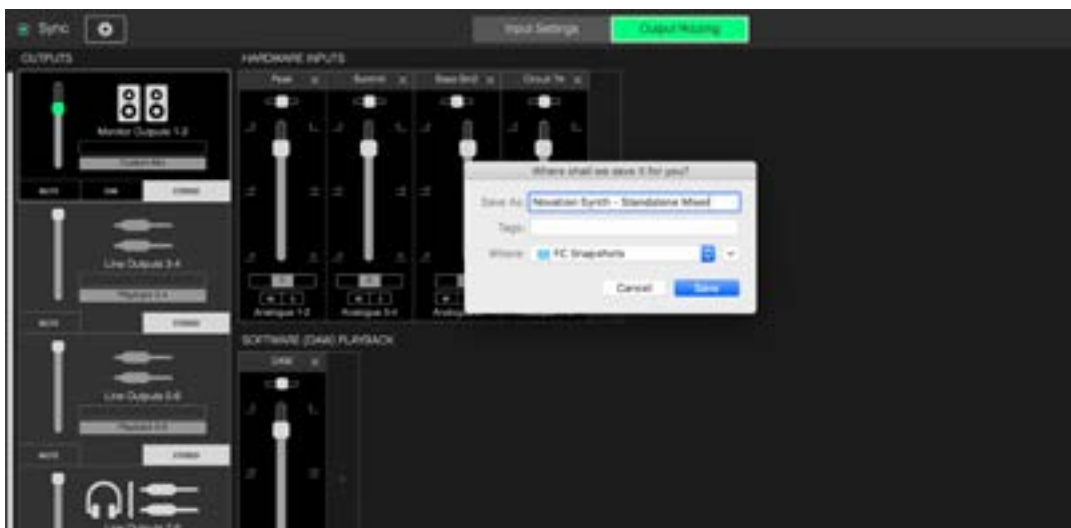 Sync
Input Settings
Output Routing
OUTPUTS
HARDWARE INPUTS
Peak
Summit
Circuit Tr
Monitor Outputs 1-2
Custom Mix
MUTE
DIM
STEREO
Where shall we save it for you?
Save As:
Novation Synth - Standalone Mixer
Tags:
Where:
FC Snapshots
Cancel
Save
Line Outputs 3-4
Playback 3-4
MUTE
STEREO
Analogue 1-2
Analogue 3-4
SOFTWARE (DAW) PLAYBACK
DAW
Line Outputs 5-6
Playback 5-6
MUTE
STEREO